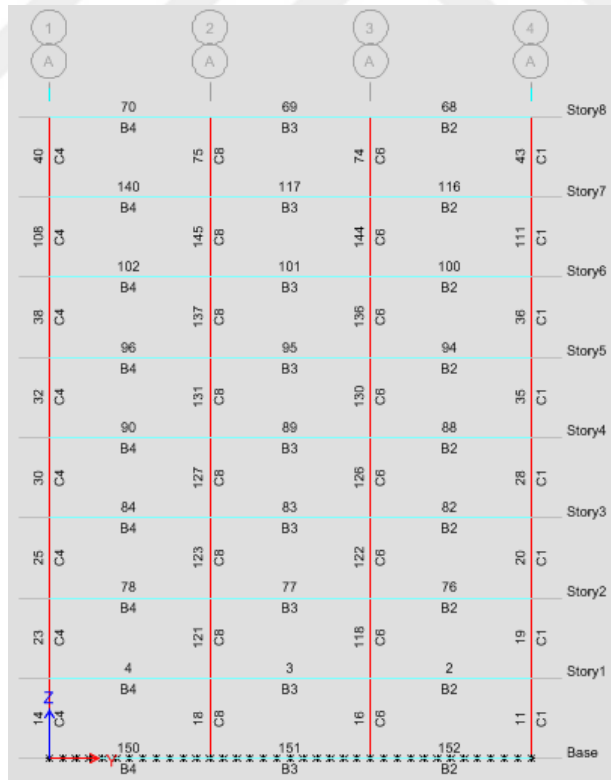 1 2 3 4
A A A A
70 69 68 Story8
B4 B3 B2
40 C4 75 C8 74 C6 43 C1
140 117 116 Story7
B4 B3 B2
108 C4 145 C8 144 C6 111 C1
102 101 100 Story6
B4 B3 B2
38 C4 137 C8 136 C6 36 C1
96 95 94 Story5
B4 B3 B2
32 C4 131 C8 130 C6 35 C1
90 89 88 Story4
B4 B3 B2
30 C4 127 C8 126 C6 28 C1
84 83 82 Story3
B4 B3 B2
25 C4 123 C8 122 C6 20 C1
78 77 76 Story2
B4 B3 B2
23 C4 121 C8 118 C6 19 C1
4 3 2 Story1
B4 B3 B2
Z
14 C4 18 C8 16 C6 11 C1
150 151 152 Base
Y
B4 B3 B2